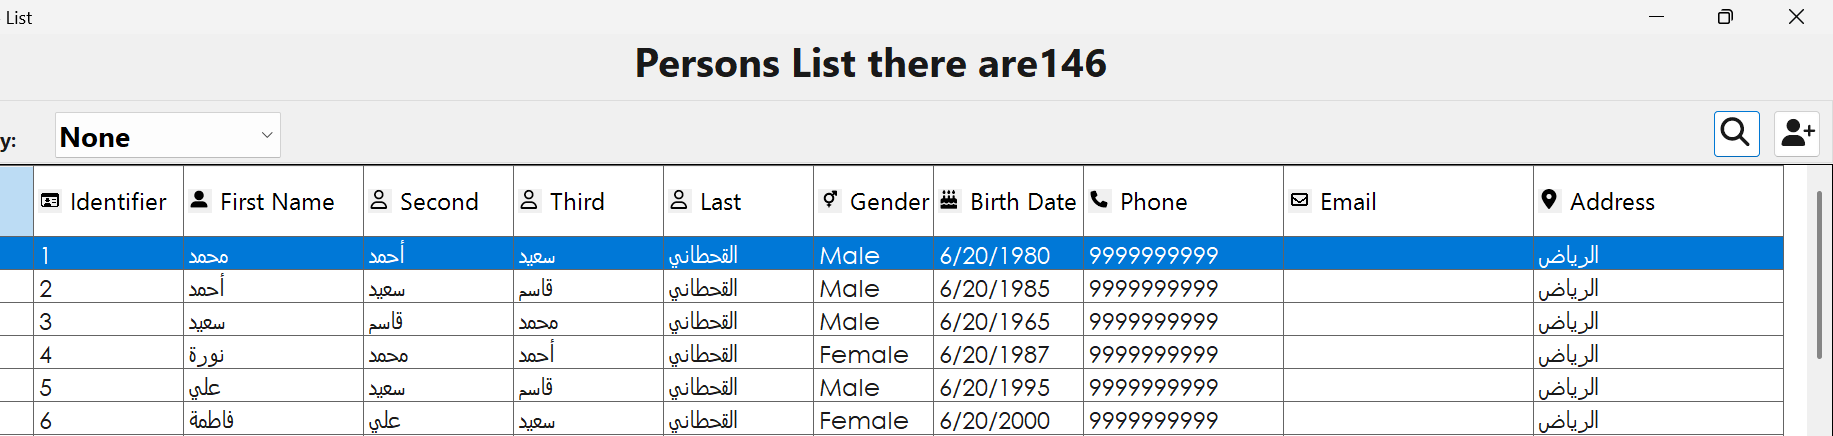 List
Persons List there are146
y: None
Identifier First Name Second Third Last Gender Birth Date Phone Email Address
1 محمد أحمد سعيد القحطاني Male 6/20/1980 9999999999 الرياض
2 أحمد سعيد قاسم القحطاني Male 6/20/1985 9999999999 الرياض
3 سعيد قاسم محمد القحطاني Male 6/20/1965 9999999999 الرياض
4 نورة محمد أحمد القحطاني Female 6/20/1987 9999999999 الرياض
5 علي سعيد قاسم القحطاني Male 6/20/1995 9999999999 الرياض
6 فاطمة علي سعيد القحطاني Female 6/20/2000 9999999999 الرياض